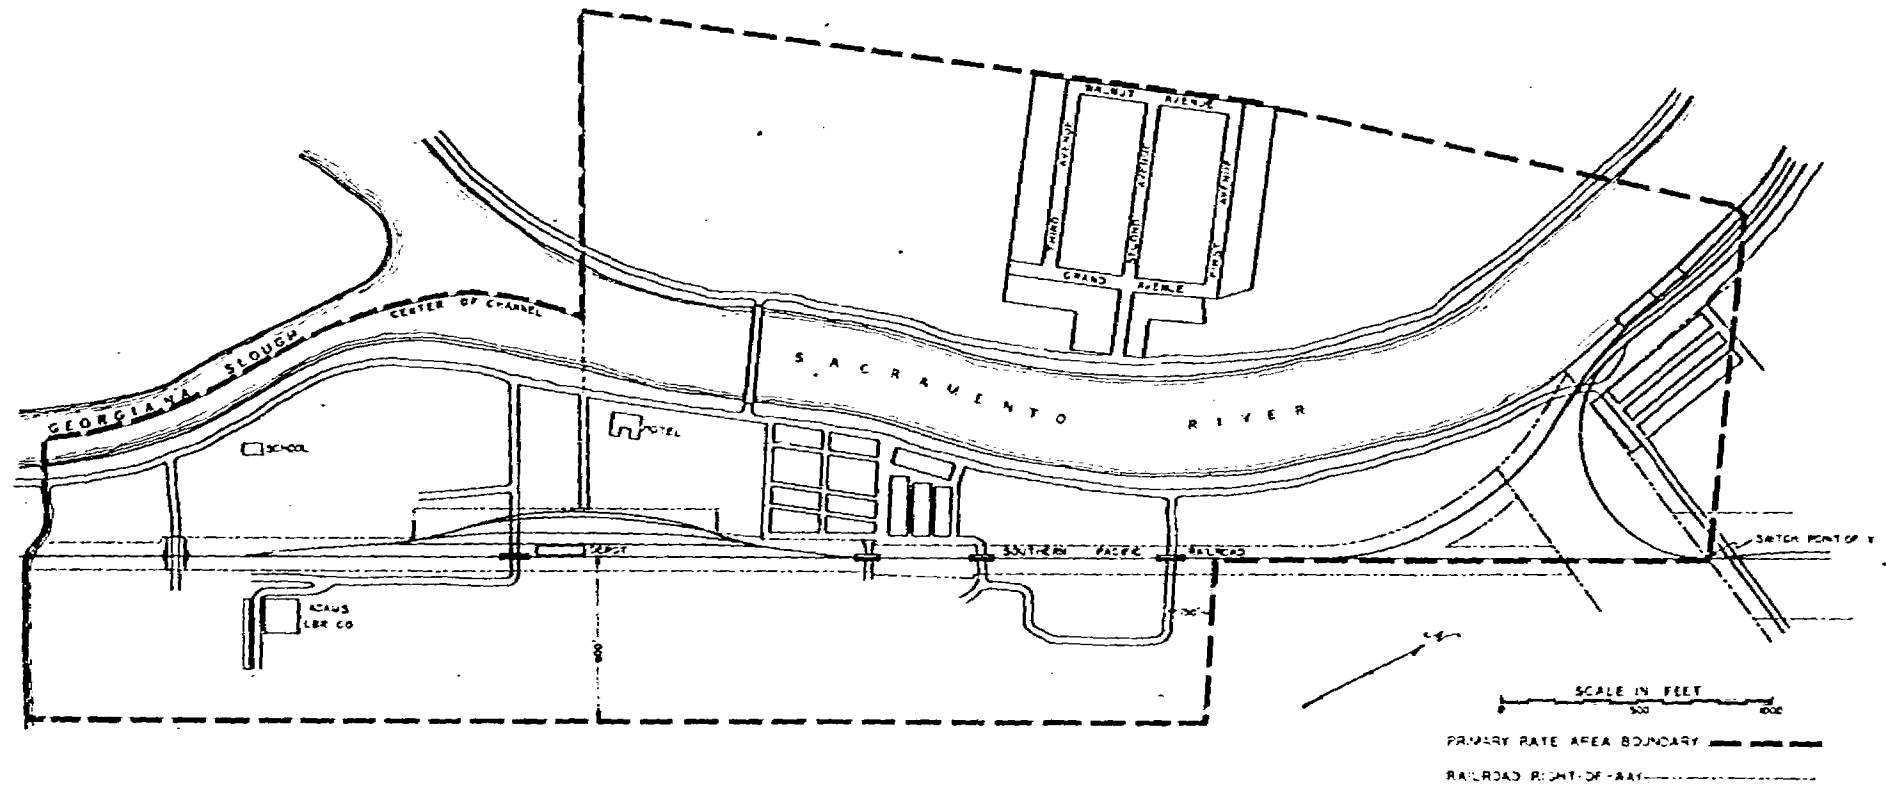 WALNUT AVENUE
THIRD AVENUE
SECOND AVENUE
FIRST AVENUE
GRAND AVENUE
CENTER OF CHANNEL
GEORGIANA SLOUGH
SACRAMENTO RIVER
HOTEL
SCHOOL
DEPOT
SOUTHERN PACIFIC RAILROAD
SWITCH POINT OF Y
ADAMS
LBR CO
800
SCALE IN FEET
0 500 1000
PRIMARY RATE AREA BOUNDARY
RAILROAD RIGHT-OF-WAY